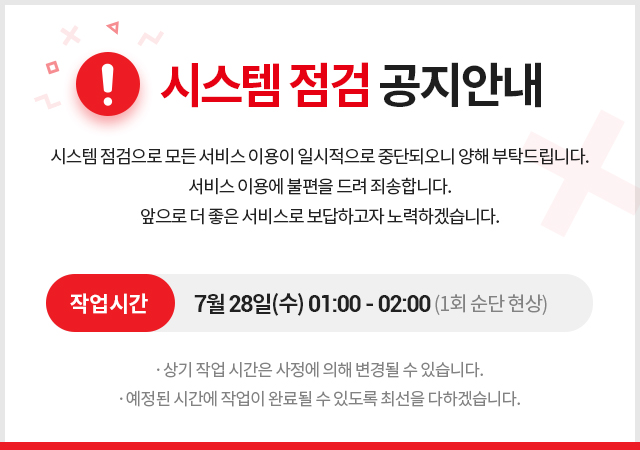 시스템 점검 공지안내
시스템 점검으로 모든 서비스 이용이 일시적으로 중단되오니 양해 부탁드립니다.
서비스 이용에 불편을 드려 죄송합니다.
앞으로 더 좋은 서비스로 보답하고자 노력하겠습니다.
작업시간 7월 28일(수) 01:00 - 02:00 (1회 순단 현상)
· 상기 작업 시간은 사정에 의해 변경될 수 있습니다.
· 예정된 시간에 작업이 완료될 수 있도록 최선을 다하겠습니다.